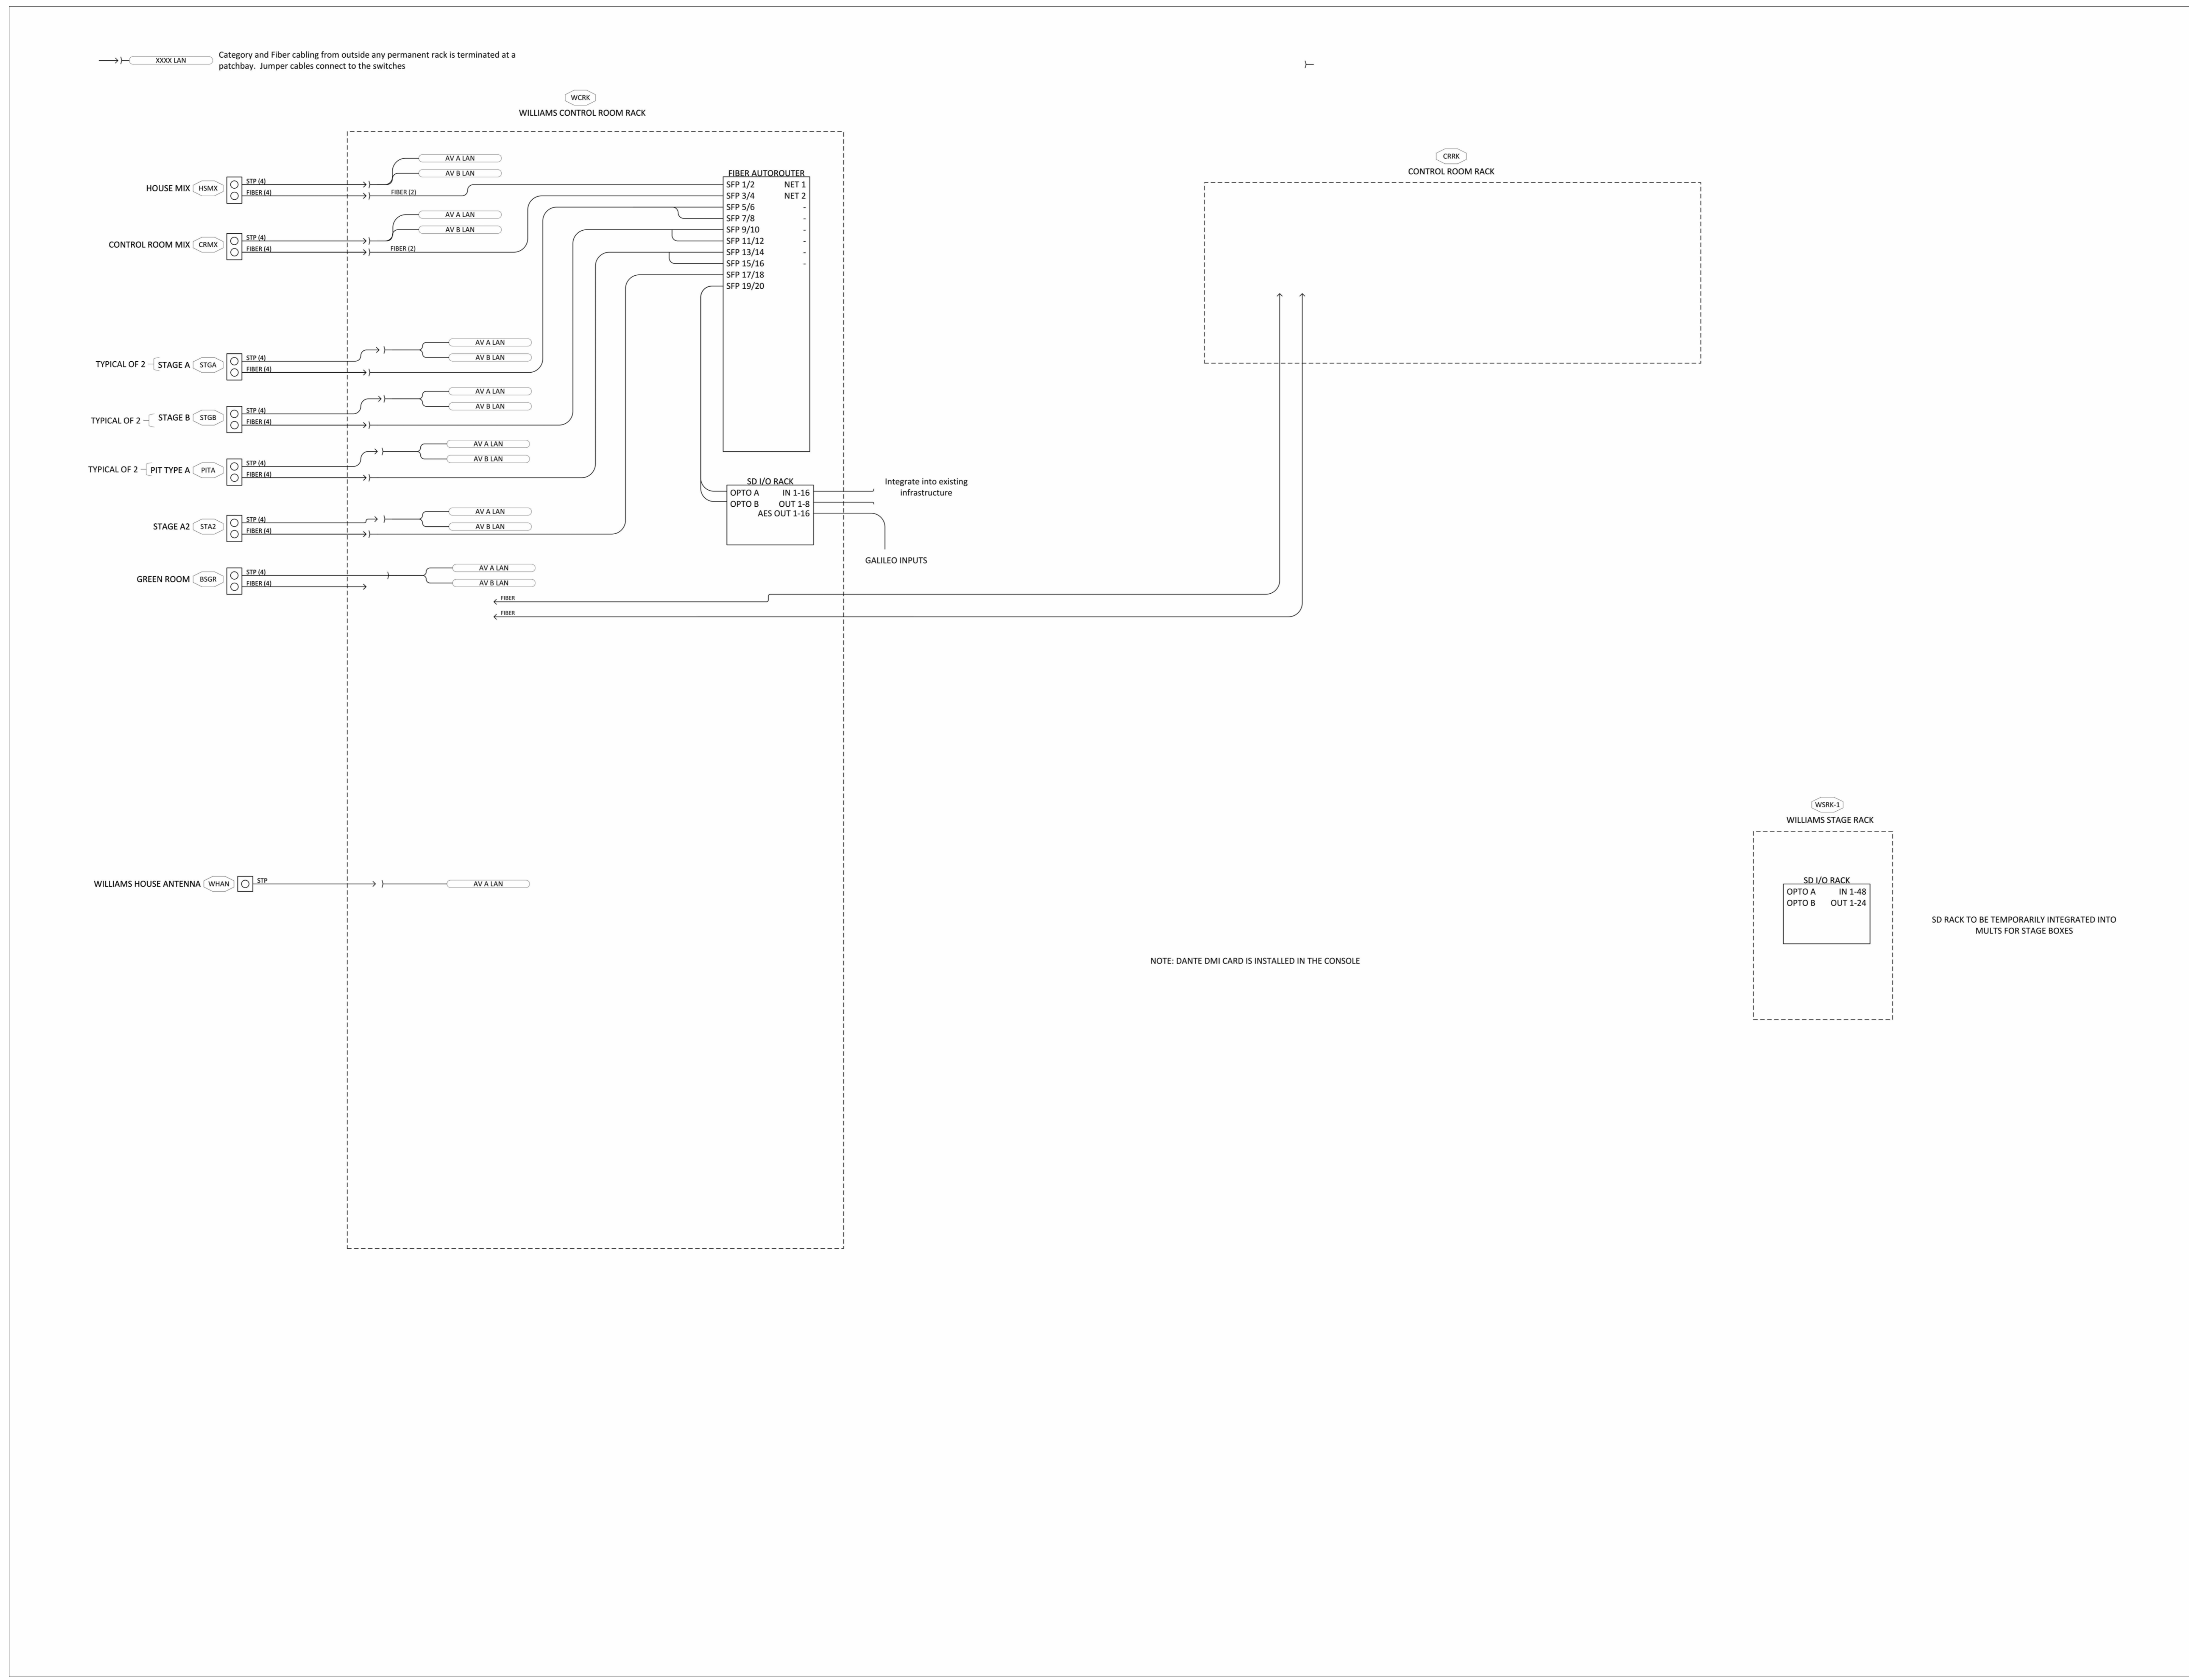 XXXX LAN
Category and Fiber cabling from outside any permanent rack is terminated at a
patchbay. Jumper cables connect to the switches
WCRK
WILLIAMS CONTROL ROOM RACK
CRRK
CONTROL ROOM RACK
HOUSE MIX
HSMX
STP (4)
FIBER (4)
AV A LAN
AV B LAN
FIBER (2)
CONTROL ROOM MIX
CRMX
STP (4)
FIBER (4)
AV A LAN
AV B LAN
FIBER (2)
FIBER AUTOROUTER
SFP 1/2 NET 1
SFP 3/4 NET 2
SFP 5/6 -
SFP 7/8 -
SFP 9/10 -
SFP 11/12 -
SFP 13/14 -
SFP 15/16 -
SFP 17/18
SFP 19/20
TYPICAL OF 2
STAGE A
STGA
STP (4)
FIBER (4)
AV A LAN
AV B LAN
TYPICAL OF 2
STAGE B
STGB
STP (4)
FIBER (4)
AV A LAN
AV B LAN
TYPICAL OF 2
PIT TYPE A
PITA
STP (4)
FIBER (4)
AV A LAN
AV B LAN
SD I/O RACK
OPTO A IN 1-16
OPTO B OUT 1-8
AES OUT 1-16
Integrate into existing
infrastructure
GALILEO INPUTS
STAGE A2
STA2
STP (4)
FIBER (4)
AV A LAN
AV B LAN
GREEN ROOM
BSGR
STP (4)
FIBER (4)
AV A LAN
AV B LAN
FIBER
FIBER
WILLIAMS HOUSE ANTENNA
WHAN
STP
AV A LAN
WSRK-1
WILLIAMS STAGE RACK
SD I/O RACK
OPTO A IN 1-48
OPTO B OUT 1-24
SD RACK TO BE TEMPORARILY INTEGRATED INTO
MULTS FOR STAGE BOXES
NOTE: DANTE DMI CARD IS INSTALLED IN THE CONSOLE